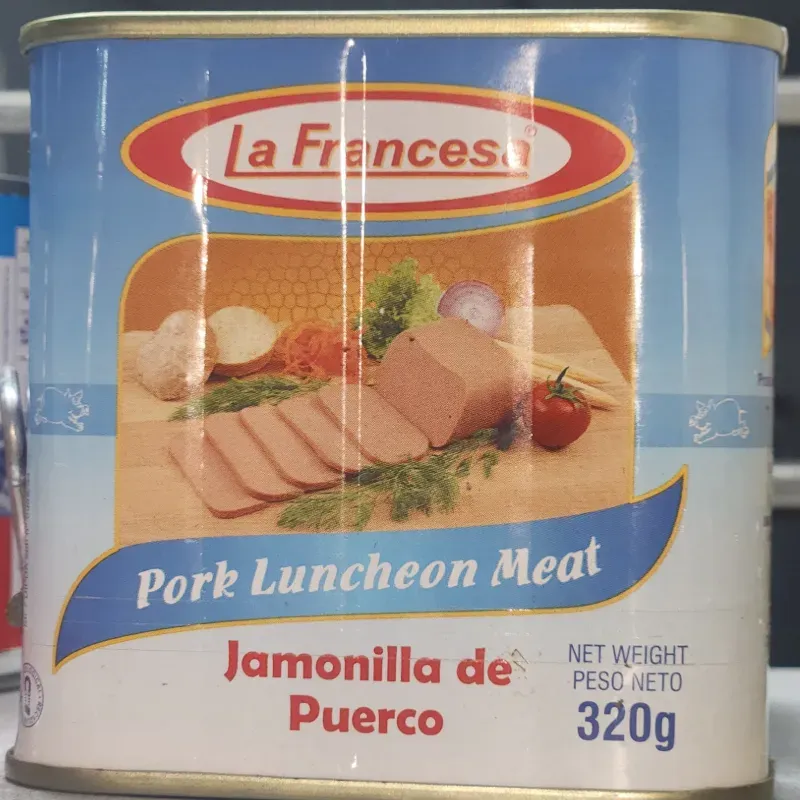 La Francesa®
Pork Luncheon Meat
Jamonilla de
Puerco
NET WEIGHT
PESO NETO
320g